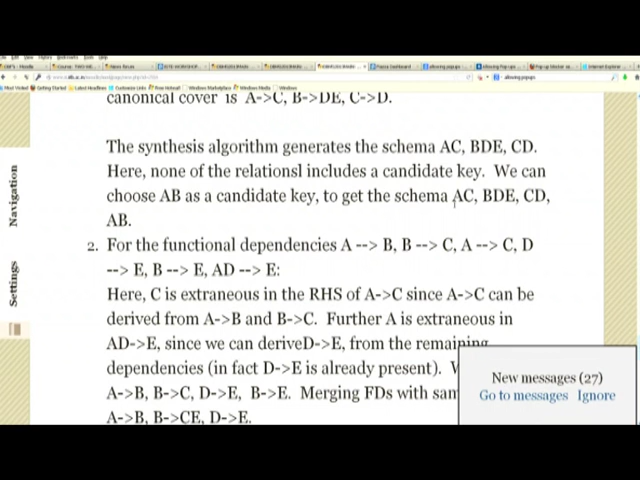 canonical cover is A->C, B->DE, C->D.
The synthesis algorithm generates the schema AC, BDE, CD.
Here, none of the relationsl includes a candidate key. We can
choose AB as a candidate key, to get the schema AC, BDE, CD,
AB.
2. For the functional dependencies A --> B, B --> C, A --> C, D
--> E, B --> E, AD --> E:
Here, C is extraneous in the RHS of A->C since A->C can be
derived from A->B and B->C. Further A is extraneous in
AD->E, since we can deriveD->E, from the remaining
dependencies (in fact D->E is already present).
A->B, B->C, D->E, B->E. Merging FDs with
A->B, B->CE, D->E.
Navigation
Settings
New messages (27)
Go to messages Ignore